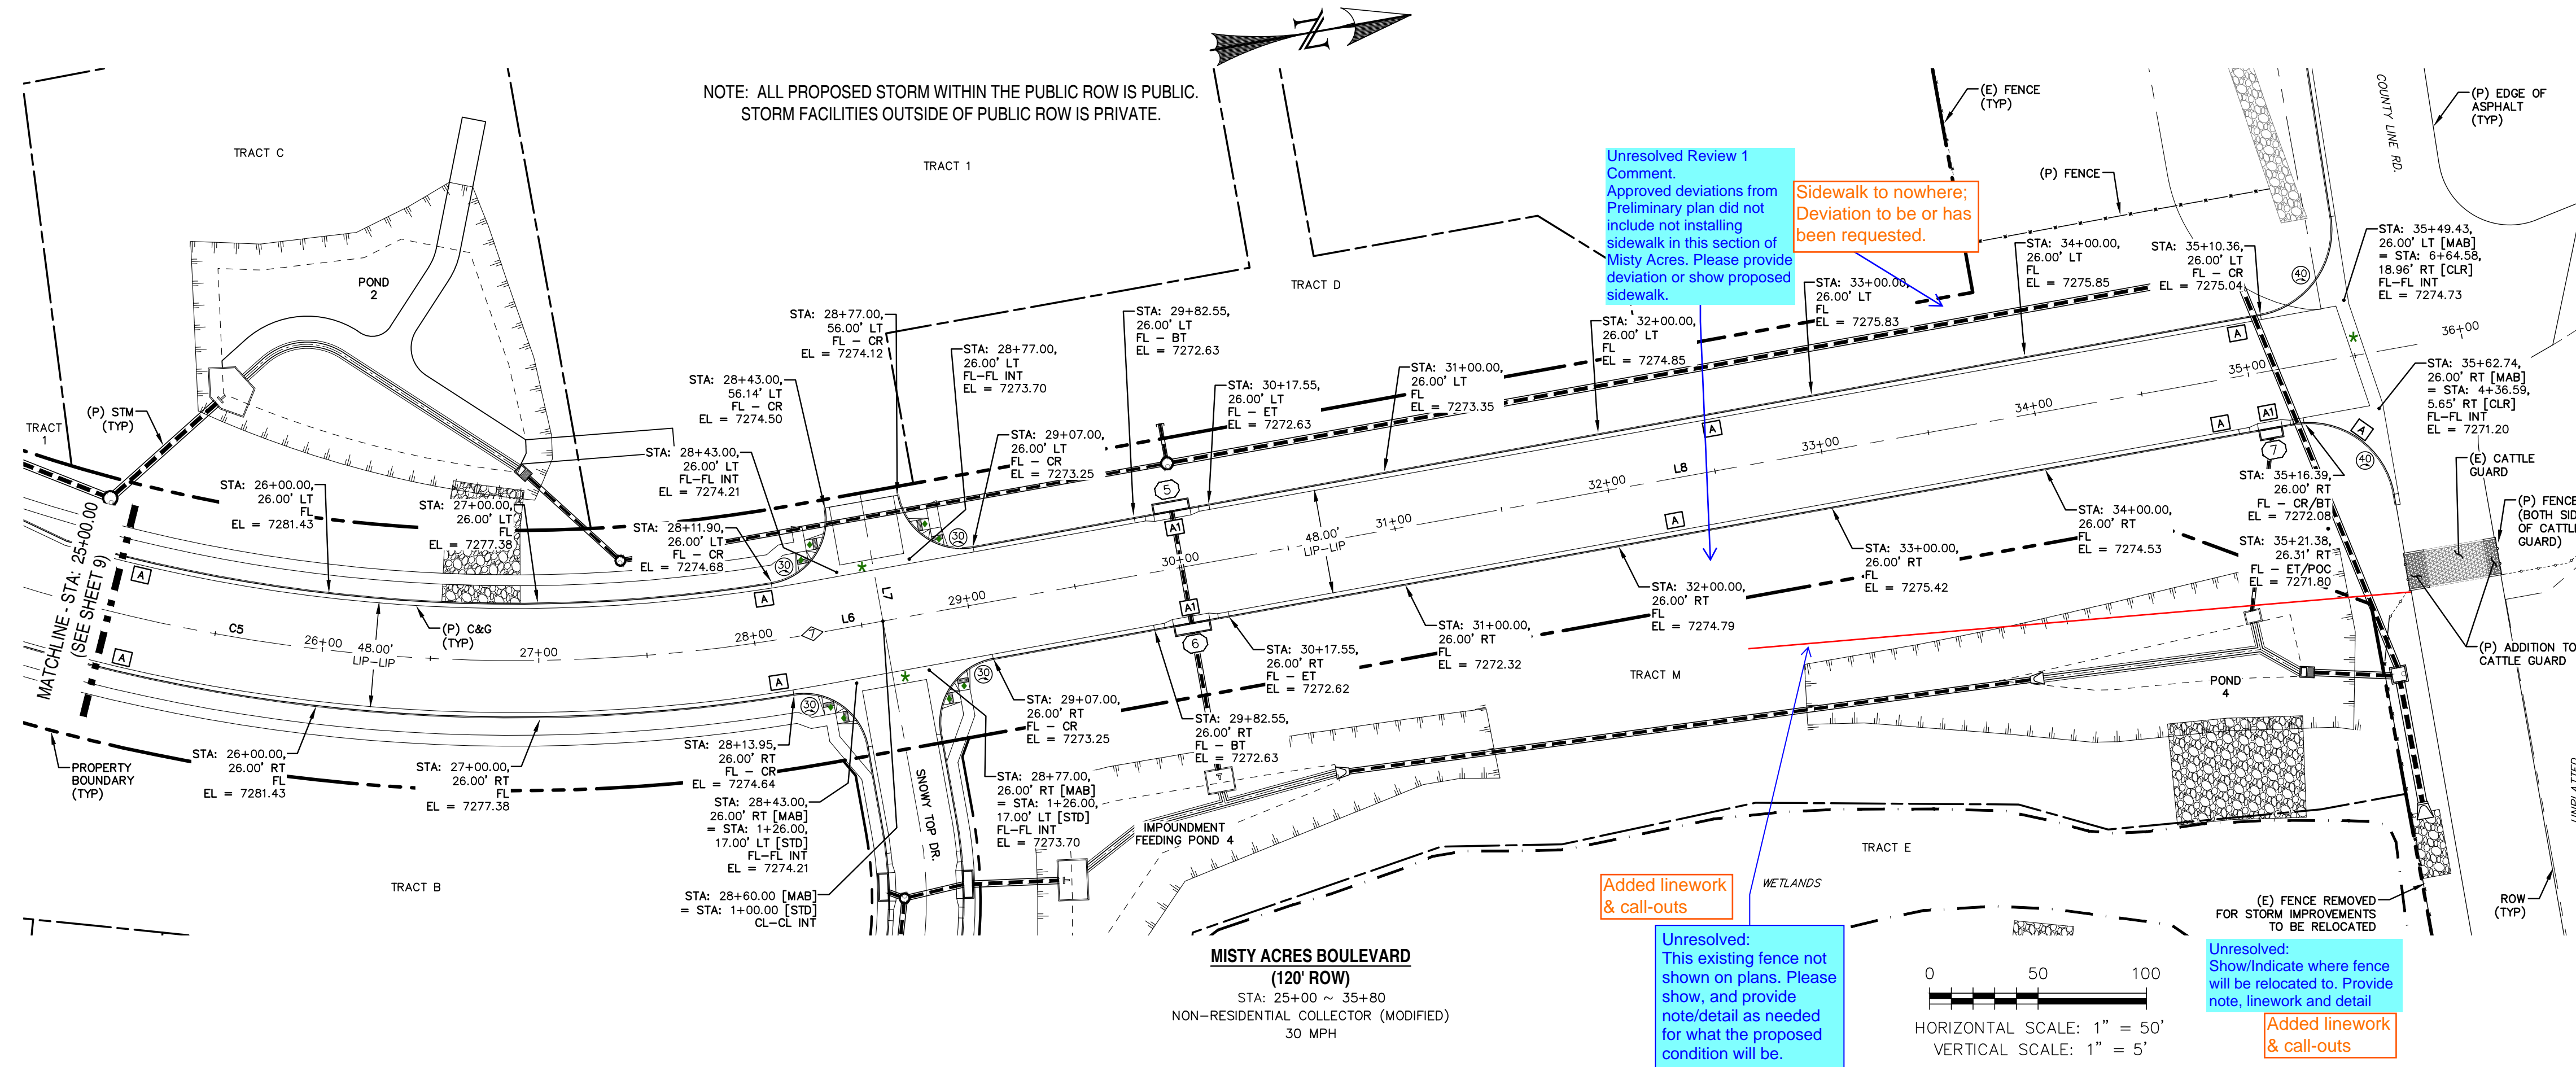 N
NOTE: ALL PROPOSED STORM WITHIN THE PUBLIC ROW IS PUBLIC.
STORM FACILITIES OUTSIDE OF PUBLIC ROW IS PRIVATE.
TRACT C
TRACT 1
TRACT D
POND
2
(P) STM
(TYP)
TRACT
1
MATCHLINE - STA: 25+00.00
(SEE SHEET 9)
Unresolved Review 1
Comment.
Approved deviations from
Preliminary plan did not
include not installing
sidewalk in this section of
Misty Acres. Please provide
deviation or show proposed
sidewalk.
Sidewalk to nowhere;
Deviation to be or has
been requested.
(E) FENCE
(TYP)
(P) FENCE
COUNTY LINE RD.
(P) EDGE OF
ASPHALT
(TYP)
STA: 26+00.00,
26.00' LT
FL
EL = 7281.43
STA: 27+00.00,
26.00' LT
FL
EL = 7277.38
STA: 28+11.90,
26.00' LT
FL - CR
EL = 7274.68
STA: 28+43.00,
26.00' LT
FL-FL INT
EL = 7274.21
STA: 28+43.00,
56.14' LT
FL - CR
EL = 7274.50
STA: 28+77.00,
56.00' LT
FL - CR
EL = 7274.12
STA: 28+77.00,
26.00' LT
FL-FL INT
EL = 7273.70
STA: 29+07.00,
26.00' LT
FL - CR
EL = 7273.25
STA: 29+82.55,
26.00' LT
FL - BT
EL = 7272.63
STA: 30+17.55,
26.00' LT
FL - ET
EL = 7272.63
STA: 31+00.00,
26.00' LT
FL
EL = 7273.35
STA: 32+00.00,
26.00' LT
FL
EL = 7274.85
STA: 33+00.00,
26.00' LT
FL
EL = 7275.83
STA: 34+00.00,
26.00' LT
FL
EL = 7275.85
STA: 35+10.36,
26.00' LT
FL - CR
EL = 7275.04
STA: 35+49.43,
26.00' LT [MAB]
= STA: 6+64.58,
18.96' RT [CLR]
FL-FL INT
EL = 7274.73
STA: 35+62.74,
26.00' RT [MAB]
= STA: 4+36.59,
5.65' RT [CLR]
FL-FL INT
EL = 7271.20
C5
26+00
27+00
28+00
29+00
30+00
31+00
32+00
33+00
34+00
35+00
36+00
L6
L7
L8
48.00'
LIP-LIP
48.00'
LIP-LIP
A
A
A
A
A
A
A
A
A
A
A1
A1
A1
5
6
7
30
30
30
30
40
40
(P) C&G
(TYP)
PROPERTY
BOUNDARY
(TYP)
STA: 26+00.00,
26.00' RT
FL
EL = 7281.43
STA: 27+00.00,
26.00' RT
FL
EL = 7277.38
STA: 28+13.95,
26.00' RT
FL - CR
EL = 7274.64
STA: 28+43.00,
26.00' RT [MAB]
= STA: 1+26.00,
17.00' LT [STD]
FL-FL INT
EL = 7274.21
STA: 28+60.00 [MAB]
= STA: 1+00.00 [STD]
CL-CL INT
SNOWY TOP DR.
STA: 28+77.00,
26.00' RT [MAB]
= STA: 1+26.00,
17.00' LT [STD]
FL-FL INT
EL = 7273.70
STA: 29+07.00,
26.00' RT
FL - CR
EL = 7273.25
STA: 29+82.55,
26.00' RT
FL - BT
EL = 7272.63
STA: 30+17.55,
26.00' RT
FL - ET
EL = 7272.62
STA: 31+00.00,
26.00' RT
FL
EL = 7272.32
STA: 32+00.00,
26.00' RT
FL
EL = 7274.79
STA: 33+00.00,
26.00' RT
FL
EL = 7275.42
STA: 34+00.00,
26.00' RT
FL
EL = 7274.53
STA: 35+16.39,
26.00' RT
FL - CR/BT
EL = 7272.08
STA: 35+21.38,
26.31' RT
FL - ET/POC
EL = 7271.80
(E) CATTLE
GUARD
(P) FENCE
(BOTH SID
OF CATTLE
GUARD)
(P) ADDITION TO
CATTLE GUARD
TRACT B
IMPOUNDMENT
FEEDING POND 4
TRACT M
POND
4
TRACT E
WETLANDS
UNPLATTED
ROW
(TYP)
(E) FENCE REMOVED
FOR STORM IMPROVEMENTS
TO BE RELOCATED
Added linework
& call-outs
Unresolved:
This existing fence not
shown on plans. Please
show, and provide
note/detail as needed
for what the proposed
condition will be.
Unresolved:
Show/Indicate where fence
will be relocated to. Provide
note, linework and detail
Added linework
& call-outs
MISTY ACRES BOULEVARD
(120' ROW)
STA: 25+00 ~ 35+80
NON-RESIDENTIAL COLLECTOR (MODIFIED)
30 MPH
0 50 100
HORIZONTAL SCALE: 1" = 50'
VERTICAL SCALE: 1" = 5'